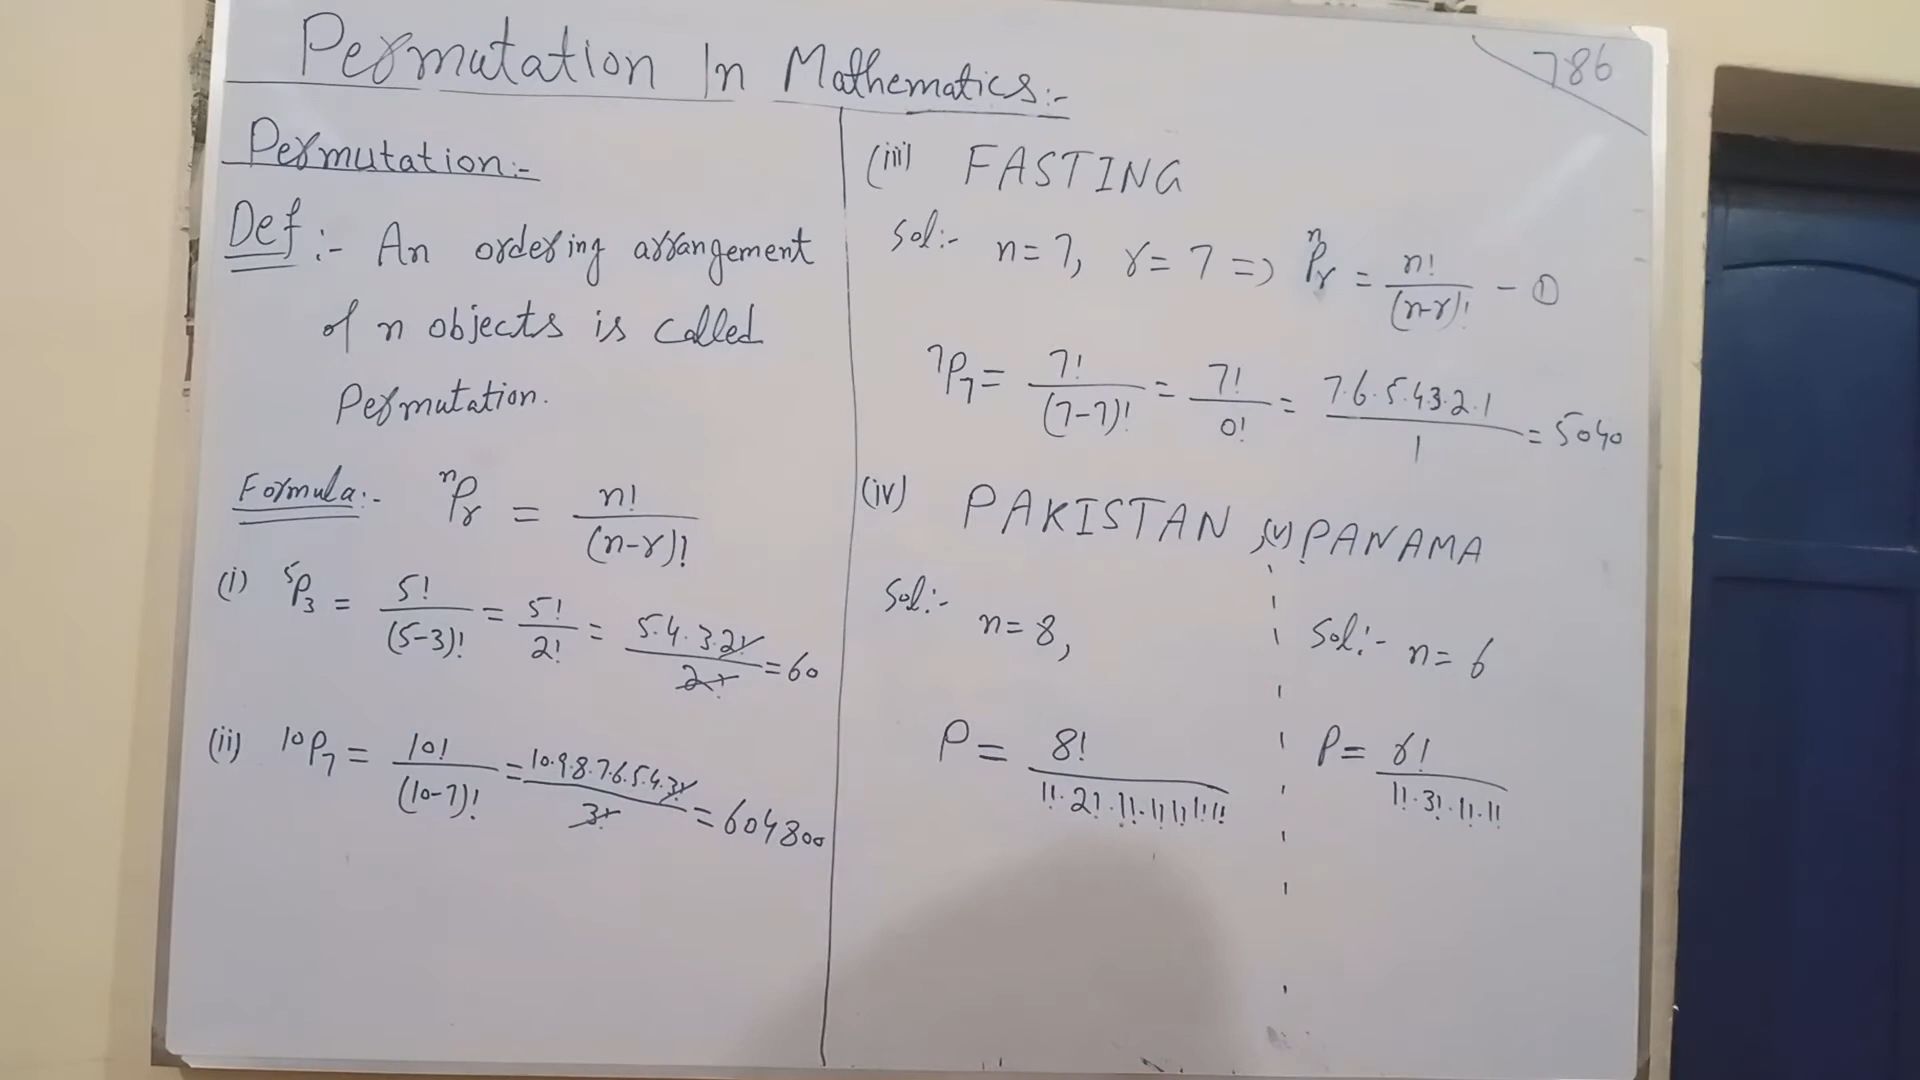 Permutation In Mathematics:-
786
Permutation:-
Def:- An ordering arrangement
of n objects is called
Permutation.
Formula:- ⁿPᵣ = n!/(n-r)!
(i) ⁵P₃ = 5!/(5-3)! = 5!/2! = 5.4.3.2!/2! = 60
(ii) ¹⁰P₇ = 10!/(10-7)! = 10.9.8.7.6.5.4.3!/3! = 604800
(iii) FASTING
Sol:- n=7, r=7 => ⁿPᵣ = n!/(n-r)! - ①
⁷P₇ = 7!/(7-7)! = 7!/0! = 7.6.5.4.3.2.1/1 = 5040
(iv) PAKISTAN ,(v) PANAMA
Sol:- n=8,
P = 8!/1!.2!.1!.1!1!1!1!
Sol:- n=6
P = 6!/1!.3!.1!.1!